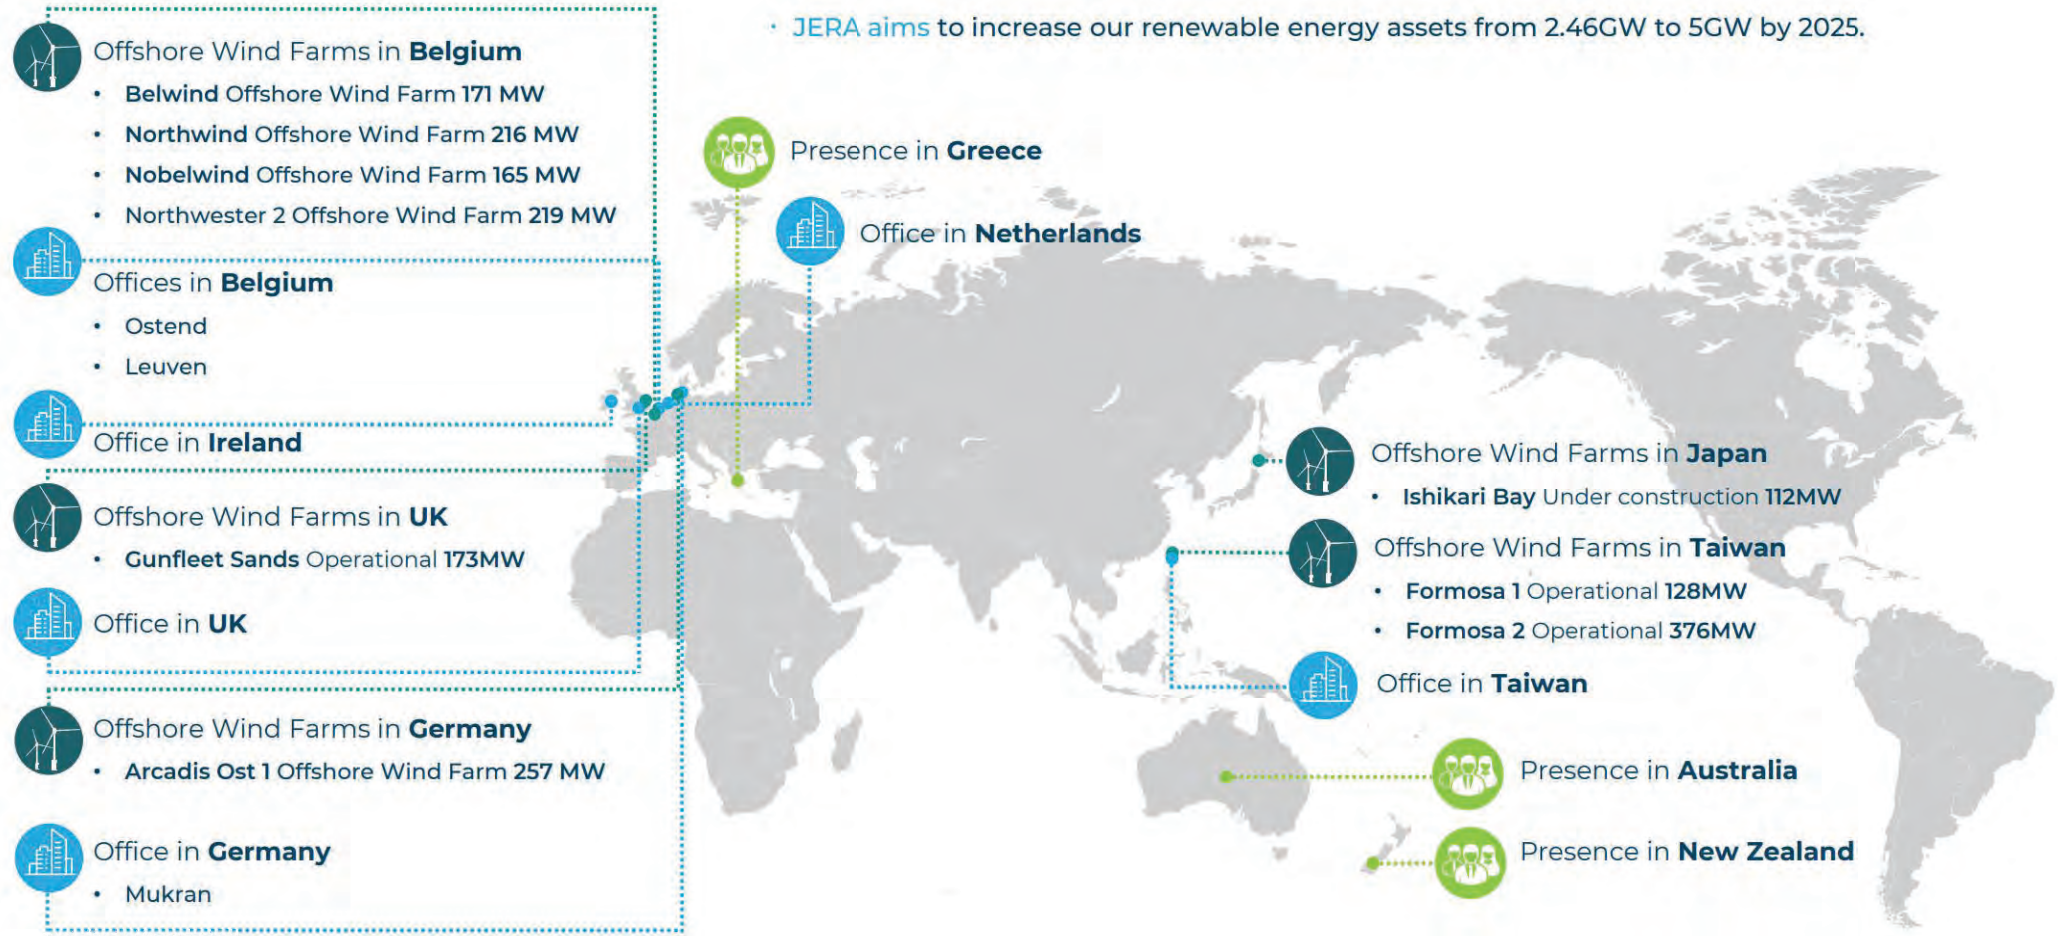 · JERA aims to increase our renewable energy assets from 2.46GW to 5GW by 2025.
Offshore Wind Farms in Belgium
• Belwind Offshore Wind Farm 171 MW
• Northwind Offshore Wind Farm 216 MW
• Nobelwind Offshore Wind Farm 165 MW
• Northwester 2 Offshore Wind Farm 219 MW
Offices in Belgium
• Ostend
• Leuven
Office in Ireland
Offshore Wind Farms in UK
• Gunfleet Sands Operational 173MW
Office in UK
Offshore Wind Farms in Germany
• Arcadis Ost 1 Offshore Wind Farm 257 MW
Office in Germany
• Mukran
Presence in Greece
Office in Netherlands
Offshore Wind Farms in Japan
• Ishikari Bay Under construction 112MW
Offshore Wind Farms in Taiwan
• Formosa 1 Operational 128MW
• Formosa 2 Operational 376MW
Office in Taiwan
Presence in Australia
Presence in New Zealand